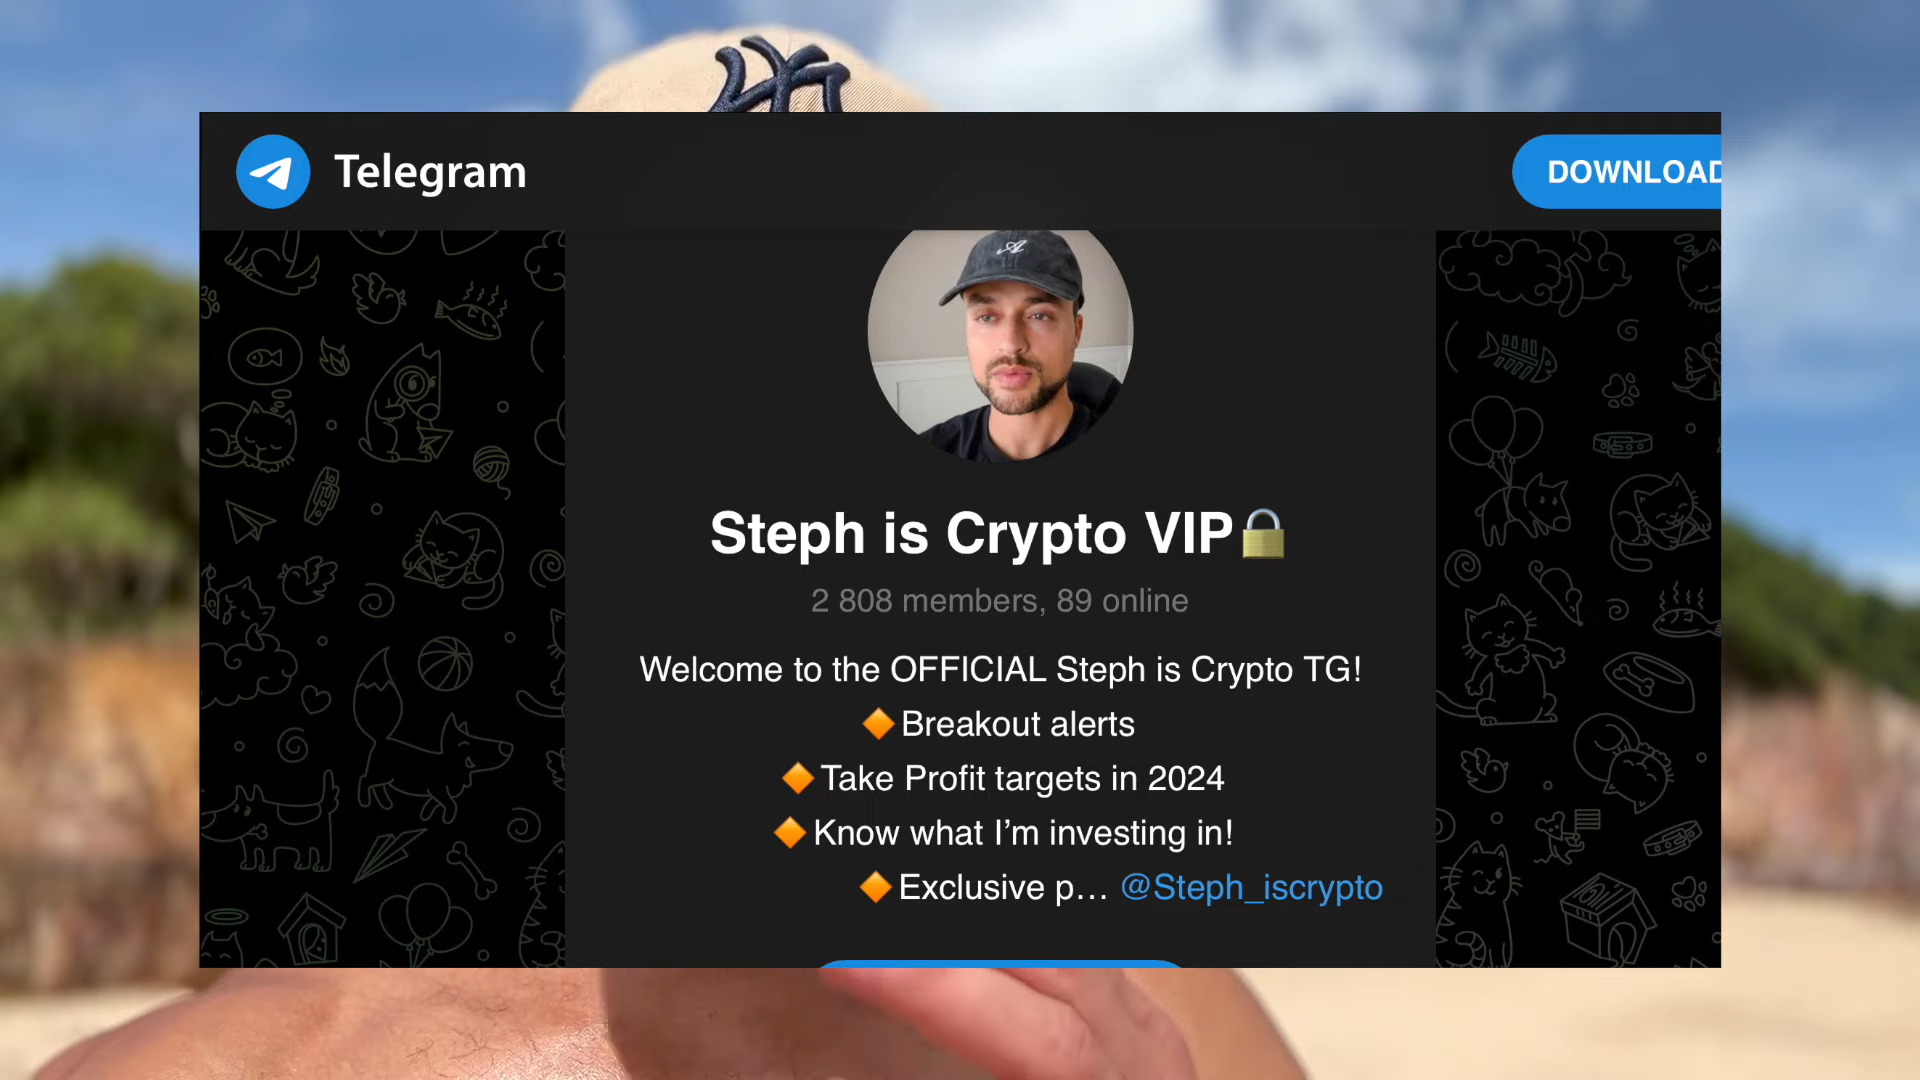 NY
Telegram
DOWNLOAD
Steph is Crypto VIP🔒
2 808 members, 89 online
Welcome to the OFFICIAL Steph is Crypto TG!
🔶Breakout alerts
🔶Take Profit targets in 2024
🔶Know what I’m investing in!
🔶Exclusive p… @Steph_iscrypto